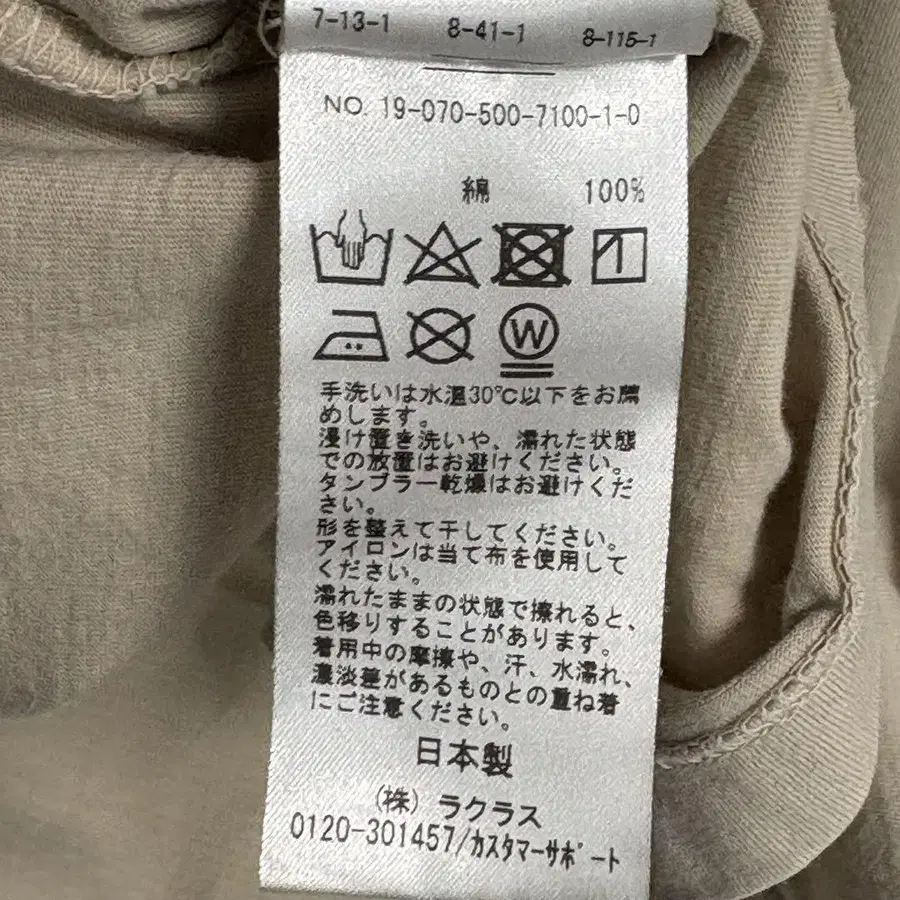 7-13-1 8-41-1 8-115-1
NO. 19-070-500-7100-1-0
綿 100%
W
手洗いは水温30℃以下をお薦
めします。
浸け置き洗いや、濡れた状態
での放置はお避けください。
タンブラー乾燥はお避けくだ
さい。
形を整えて干してください。
アイロンは当て布を使用して
ください。
濡れたままの状態で擦れると、
色移りすることがあります。
着用中の摩擦や、汗、水濡れ、
濃淡差があるものとの重ね着
にご注意ください。
日本製
(株) ラクラス
0120-301457/カスタマーサポート